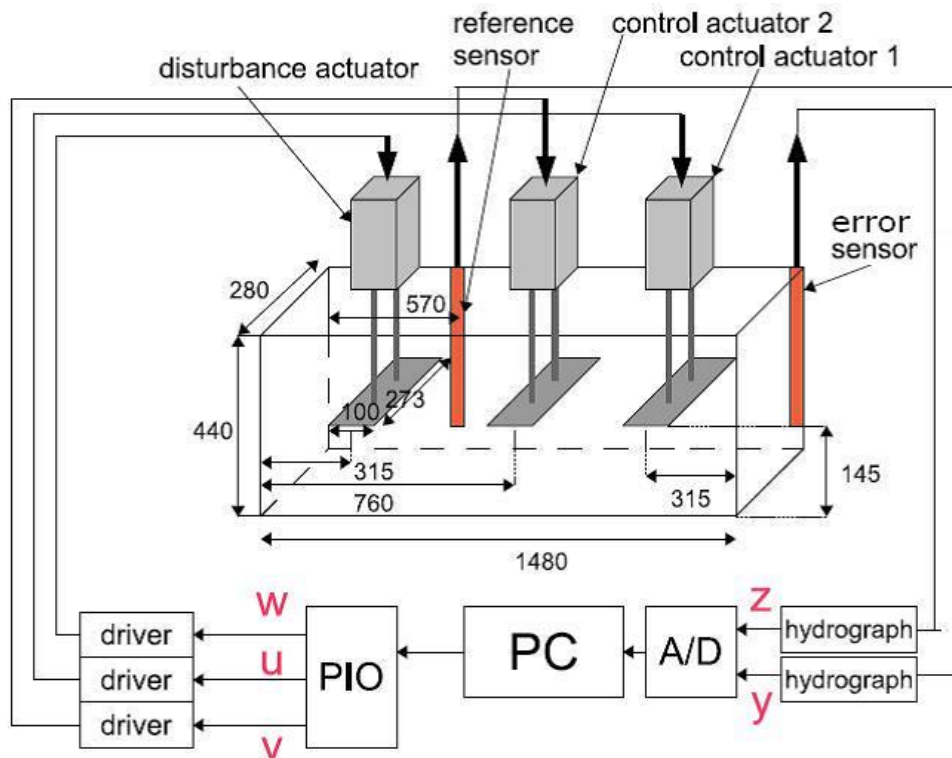 reference
sensor
control actuator 2
control actuator 1
disturbance actuator
error
sensor
280
570
273
100
440
315
760
315
145
1480
w
z
driver
hydrograph
u
PIO
PC
A/D
driver
hydrograph
y
driver
v